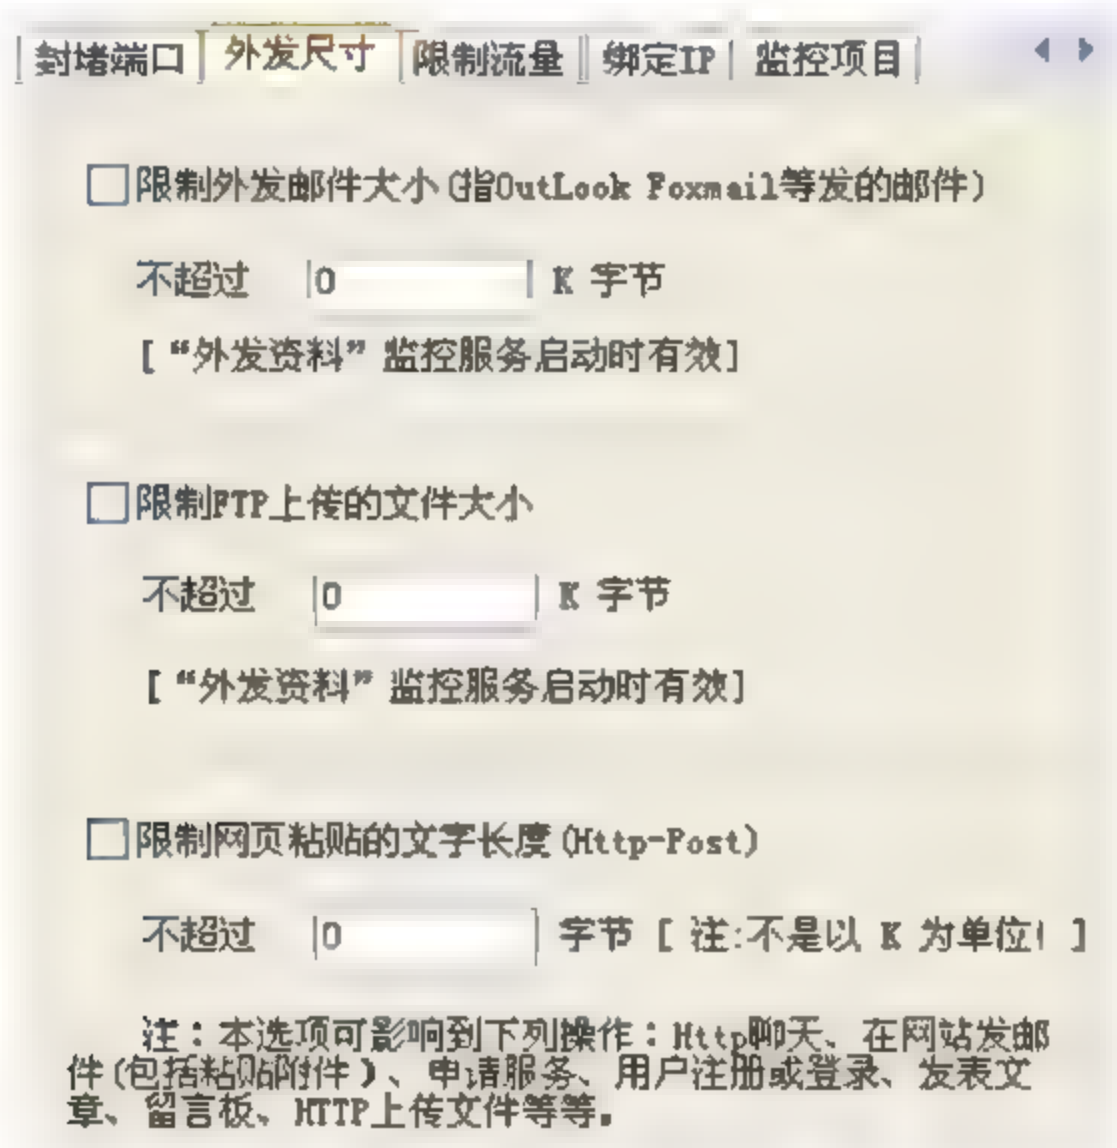 封堵端口 外发尺寸 限制流量 绑定IP 监控项目
限制外发邮件大小(指OutLook Foxmail等发的邮件)
不超过 0 K 字节
[“外发资料”监控服务启动时有效]
限制FTP上传的文件大小
不超过 0 K 字节
[“外发资料”监控服务启动时有效]
限制网页粘贴的文字长度(Http-Post)
不超过 0 字节 [ 注:不是以 K 为单位! ]
注：本选项可影响到下列操作：Http聊天、在网站发邮
件(包括粘贴附件)、申请服务、用户注册或登录、发表文
章、留言板、HTTP上传文件等等。